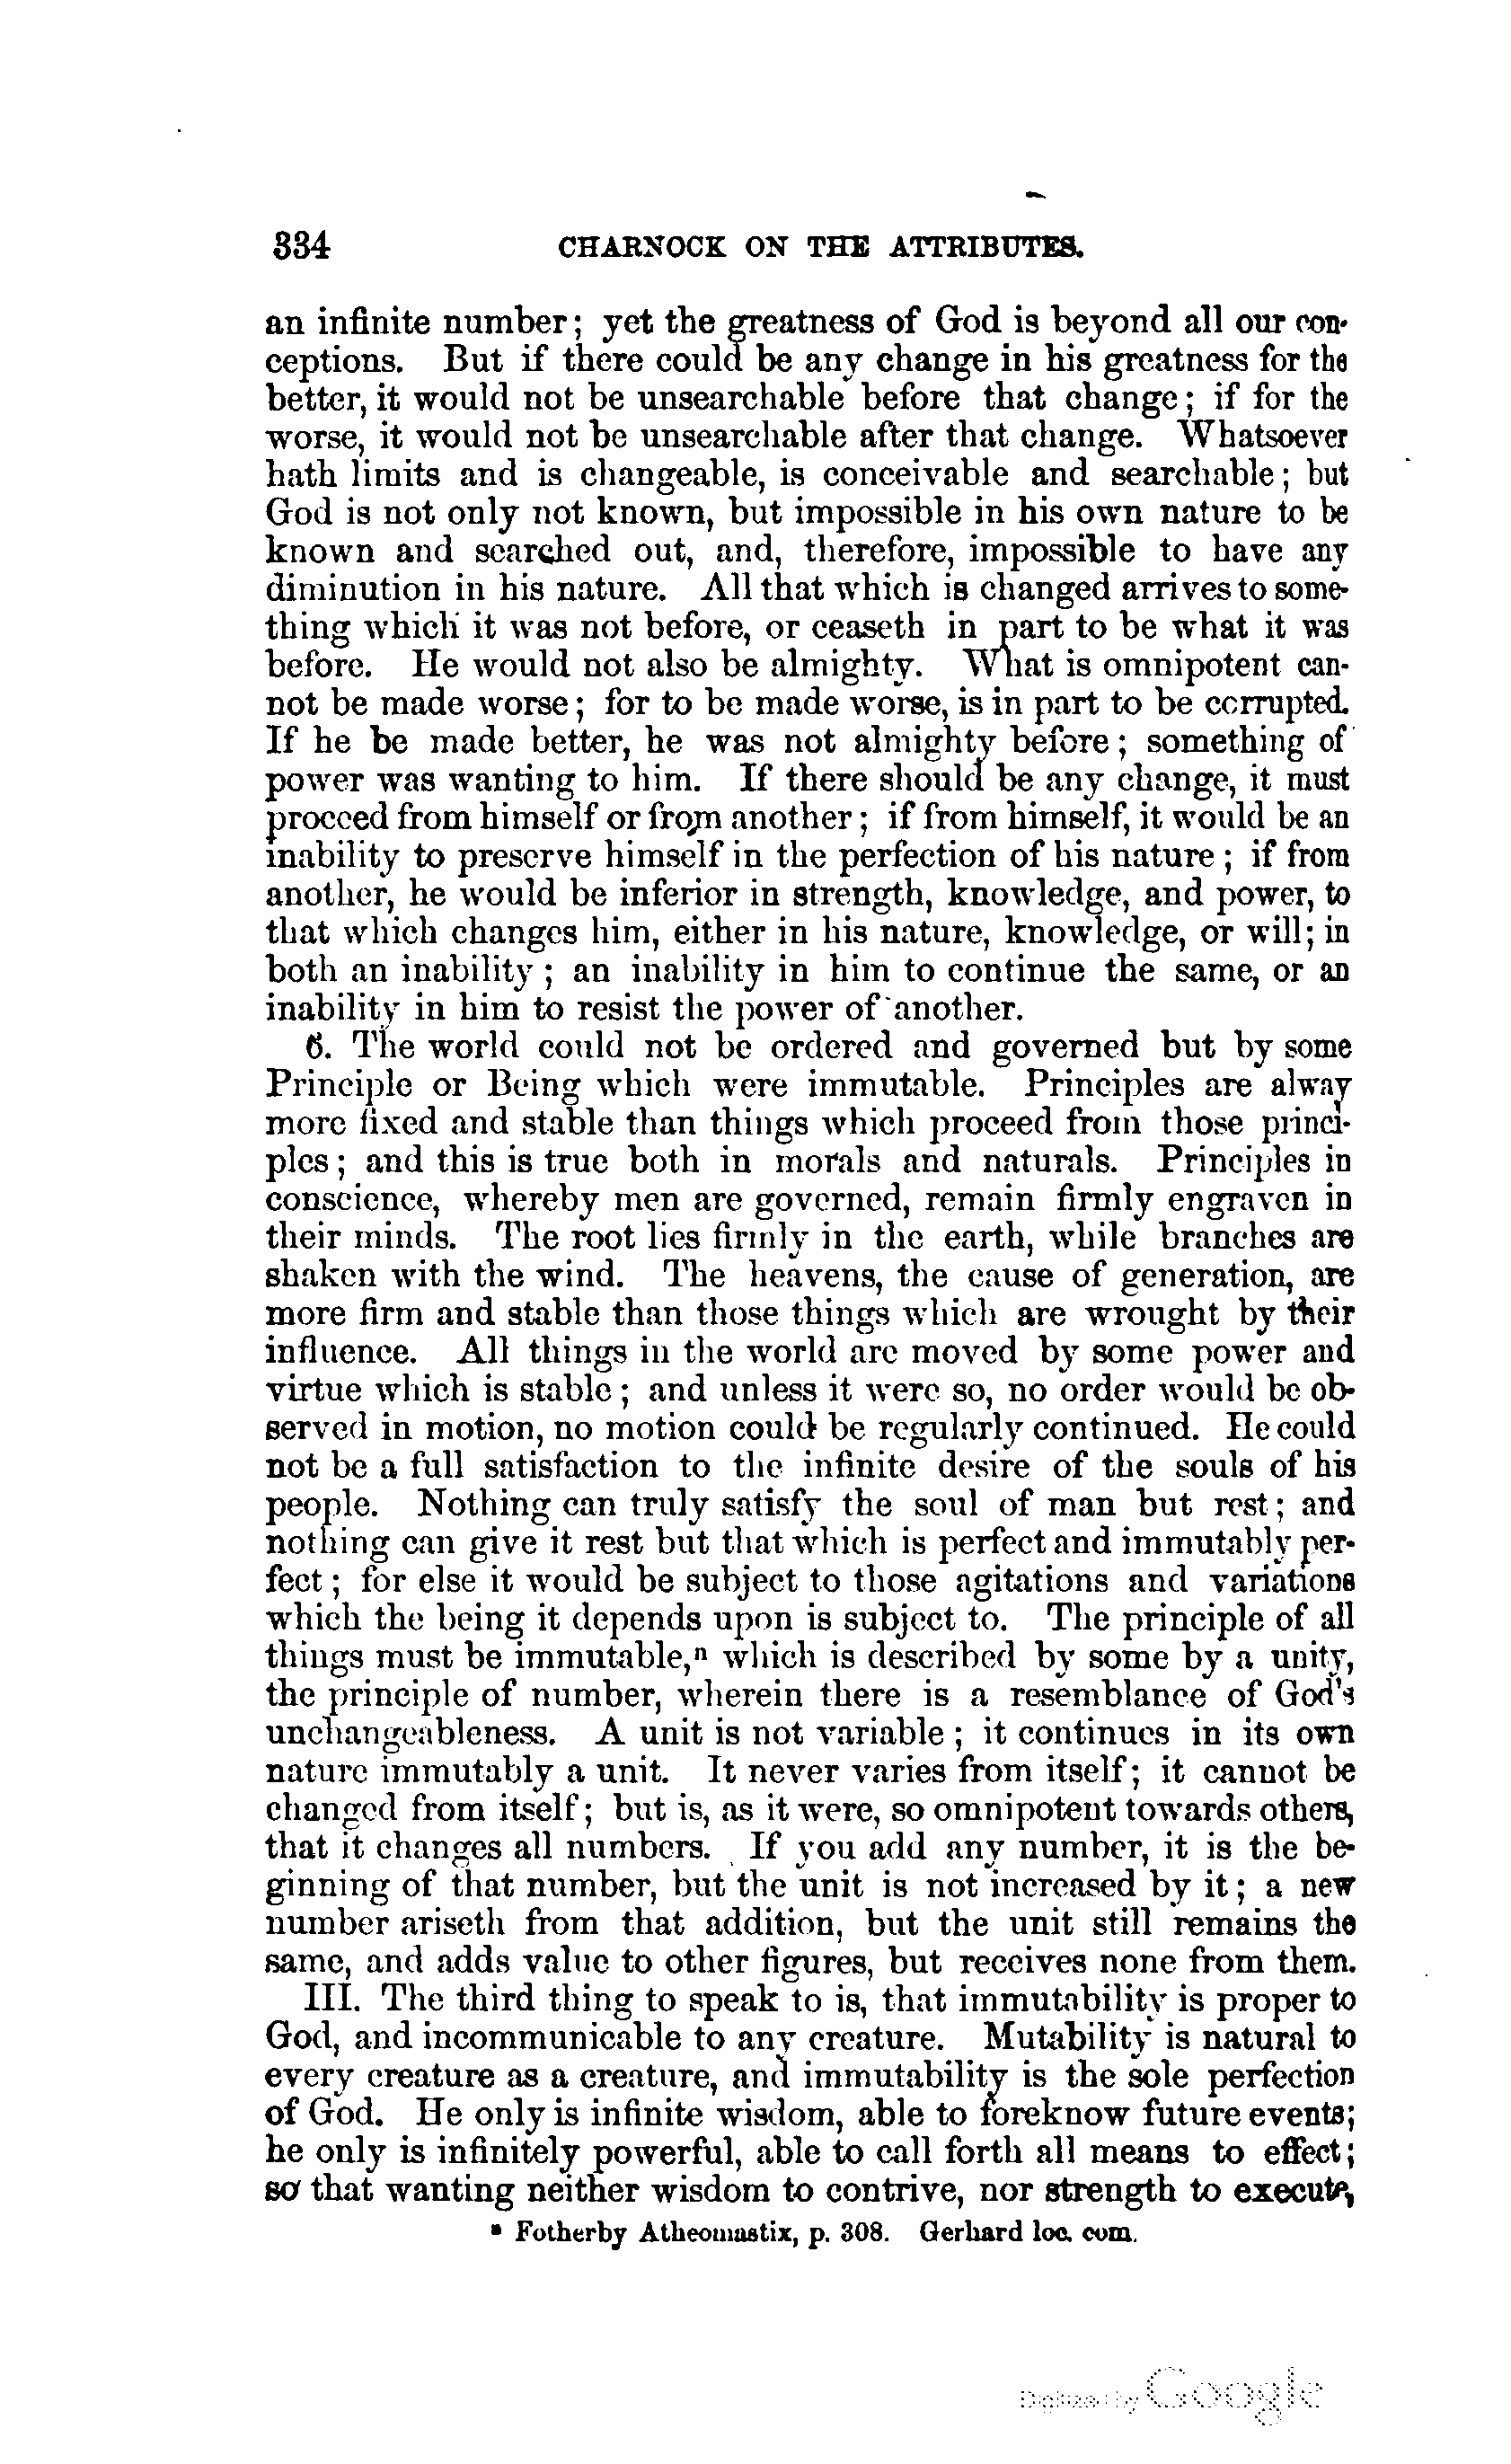 334 CHARNOCK ON THE ATTRIBUTES.
an infinite number; yet the greatness of God is beyond all our con-
ceptions. But if there could be any change in his greatness for the
better, it would not be unsearchable before that change; if for the
worse, it would not be unsearchable after that change. Whatsoever
hath limits and is changeable, is conceivable and searchable; but
God is not only not known, but impossible in his own nature to be
known and searched out, and, therefore, impossible to have any
diminution in his nature. All that which is changed arrives to some-
thing which it was not before, or ceaseth in part to be what it was
before. He would not also be almighty. What is omnipotent can-
not be made worse; for to be made worse, is in part to be corrupted.
If he be made better, he was not almighty before; something of
power was wanting to him. If there should be any change, it must
proceed from himself or from another; if from himself, it would be an
inability to preserve himself in the perfection of his nature; if from
another, he would be inferior in strength, knowledge, and power, to
that which changes him, either in his nature, knowledge, or will; in
both an inability; an inability in him to continue the same, or an
inability in him to resist the power of another.
6. The world could not be ordered and governed but by some
Principle or Being which were immutable. Principles are alway
more fixed and stable than things which proceed from those princi-
ples; and this is true both in morals and naturals. Principles in
conscience, whereby men are governed, remain firmly engraven in
their minds. The root lies firmly in the earth, while branches are
shaken with the wind. The heavens, the cause of generation, are
more firm and stable than those things which are wrought by their
influence. All things in the world are moved by some power and
virtue which is stable; and unless it were so, no order would be ob-
served in motion, no motion could be regularly continued. He could
not be a full satisfaction to the infinite desire of the souls of his
people. Nothing can truly satisfy the soul of man but rest; and
nothing can give it rest but that which is perfect and immutably per-
fect; for else it would be subject to those agitations and variations
which the being it depends upon is subject to. The principle of all
things must be immutable,ⁿ which is described by some by a unity,
the principle of number, wherein there is a resemblance of God's
unchangeableness. A unit is not variable; it continues in its own
nature immutably a unit. It never varies from itself; it cannot be
changed from itself; but is, as it were, so omnipotent towards others,
that it changes all numbers. If you add any number, it is the be-
ginning of that number, but the unit is not increased by it; a new
number ariseth from that addition, but the unit still remains the
same, and adds value to other figures, but receives none from them.
III. The third thing to speak to is, that immutability is proper to
God, and incommunicable to any creature. Mutability is natural to
every creature as a creature, and immutability is the sole perfection
of God. He only is infinite wisdom, able to foreknow future events;
he only is infinitely powerful, able to call forth all means to effect;
so that wanting neither wisdom to contrive, nor strength to execute,
ⁿ Fotherby Atheomastix, p. 308. Gerhard loc. com.
Digitized by Google